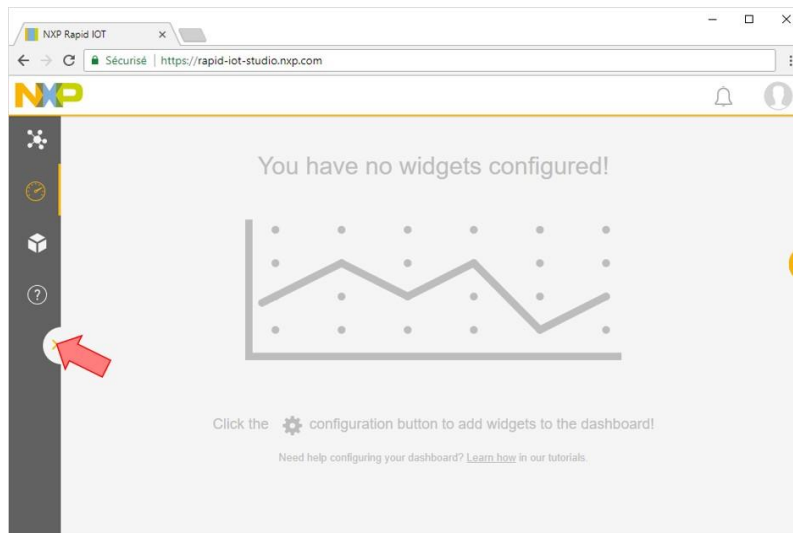 NXP Rapid IOT
Sécurisé | https://rapid-iot-studio.nxp.com
NXP
You have no widgets configured!
?
Click the configuration button to add widgets to the dashboard!
Need help configuring your dashboard? Learn how in our tutorials.